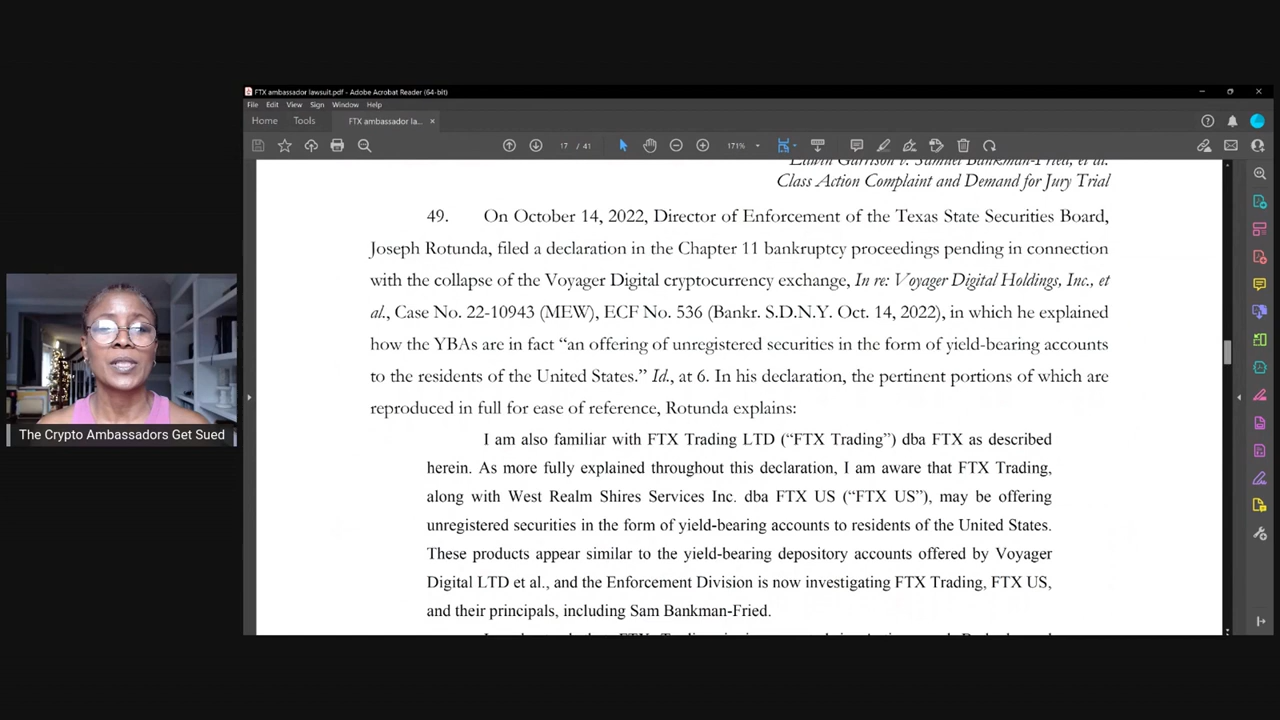 FTX ambassador lawsuit.pdf - Adobe Acrobat Reader (64-bit)
File Edit View Sign Window Help
Home Tools FTX ambassador la... ×
17 / 41 171%
Edwin Garrison v. Samuel Bankman-Fried, et al.
Class Action Complaint and Demand for Jury Trial
49. On October 14, 2022, Director of Enforcement of the Texas State Securities Board,
Joseph Rotunda, filed a declaration in the Chapter 11 bankruptcy proceedings pending in connection
with the collapse of the Voyager Digital cryptocurrency exchange, In re: Voyager Digital Holdings, Inc., et
al., Case No. 22-10943 (MEW), ECF No. 536 (Bankr. S.D.N.Y. Oct. 14, 2022), in which he explained
how the YBAs are in fact “an offering of unregistered securities in the form of yield-bearing accounts
to the residents of the United States.” Id., at 6. In his declaration, the pertinent portions of which are
reproduced in full for ease of reference, Rotunda explains:
I am also familiar with FTX Trading LTD (“FTX Trading”) dba FTX as described
herein. As more fully explained throughout this declaration, I am aware that FTX Trading,
along with West Realm Shires Services Inc. dba FTX US (“FTX US”), may be offering
unregistered securities in the form of yield-bearing accounts to residents of the United States.
These products appear similar to the yield-bearing depository accounts offered by Voyager
Digital LTD et al., and the Enforcement Division is now investigating FTX Trading, FTX US,
and their principals, including Sam Bankman-Fried.
The Crypto Ambassadors Get Sued